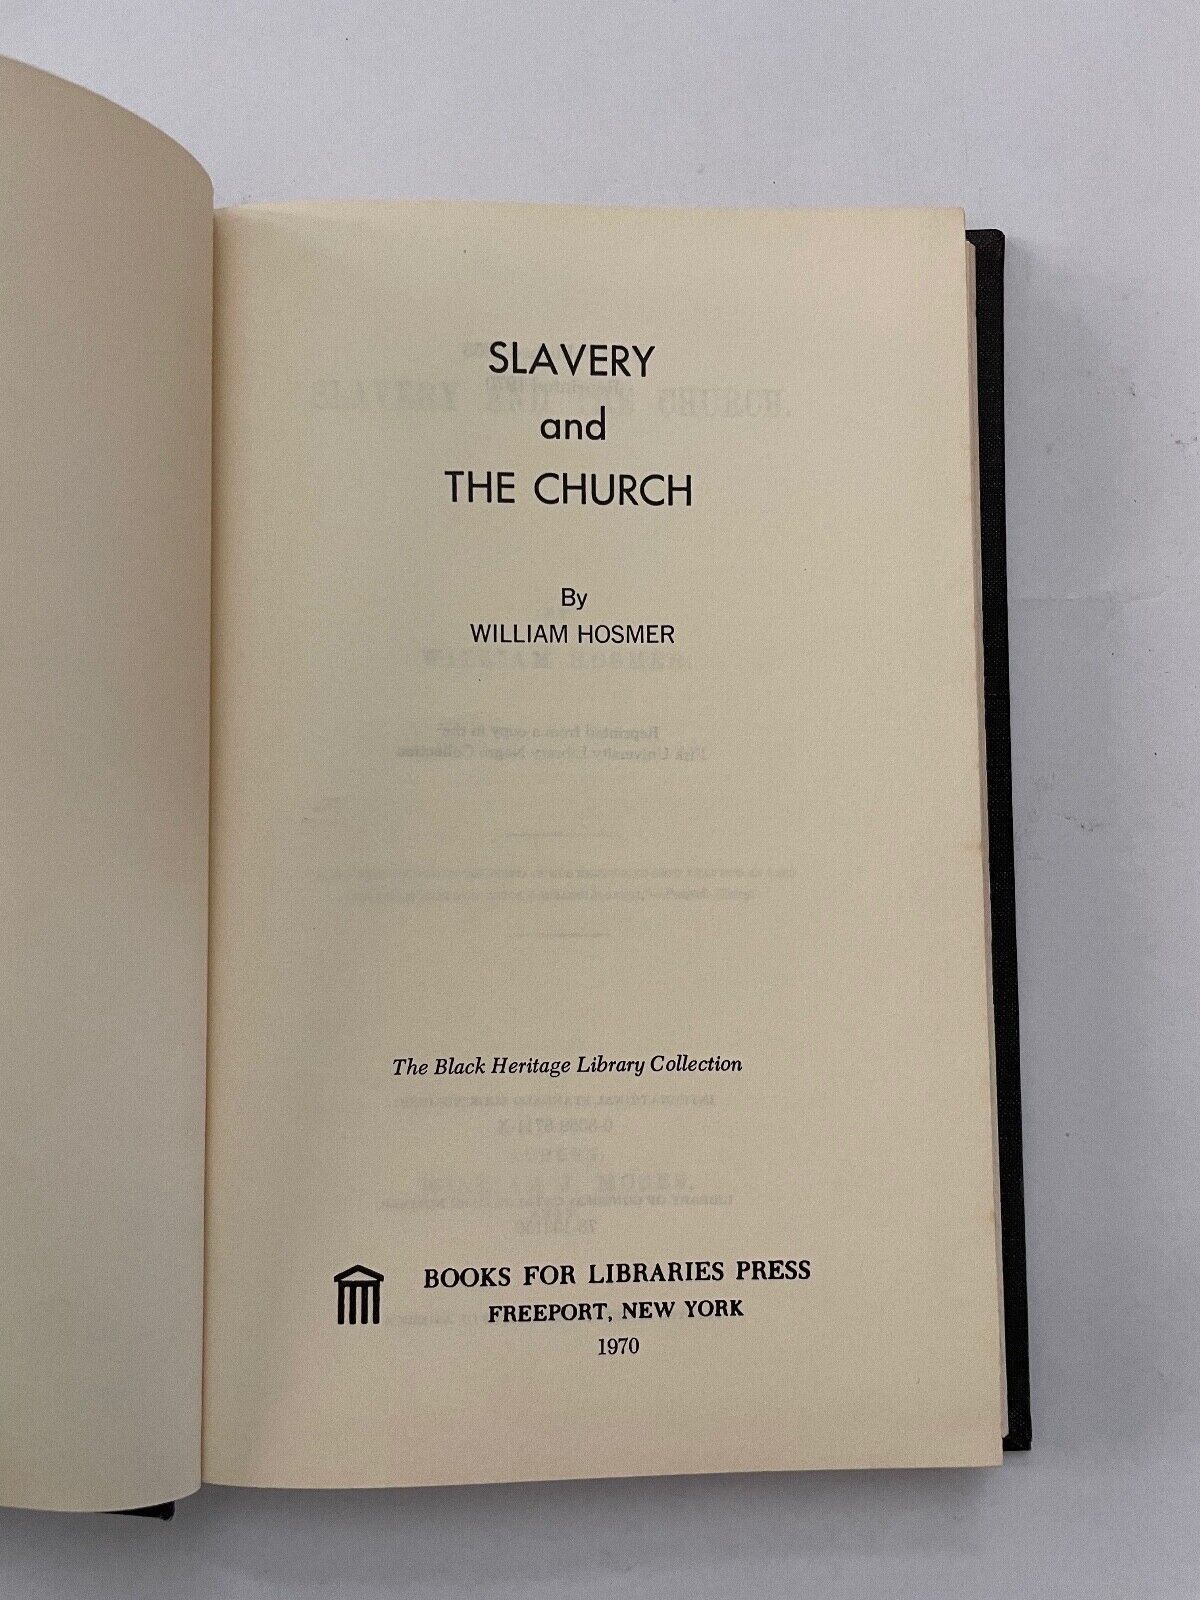 SLAVERY
and
THE CHURCH
By
WILLIAM HOSMER
The Black Heritage Library Collection
BOOKS FOR LIBRARIES PRESS
FREEPORT, NEW YORK
1970